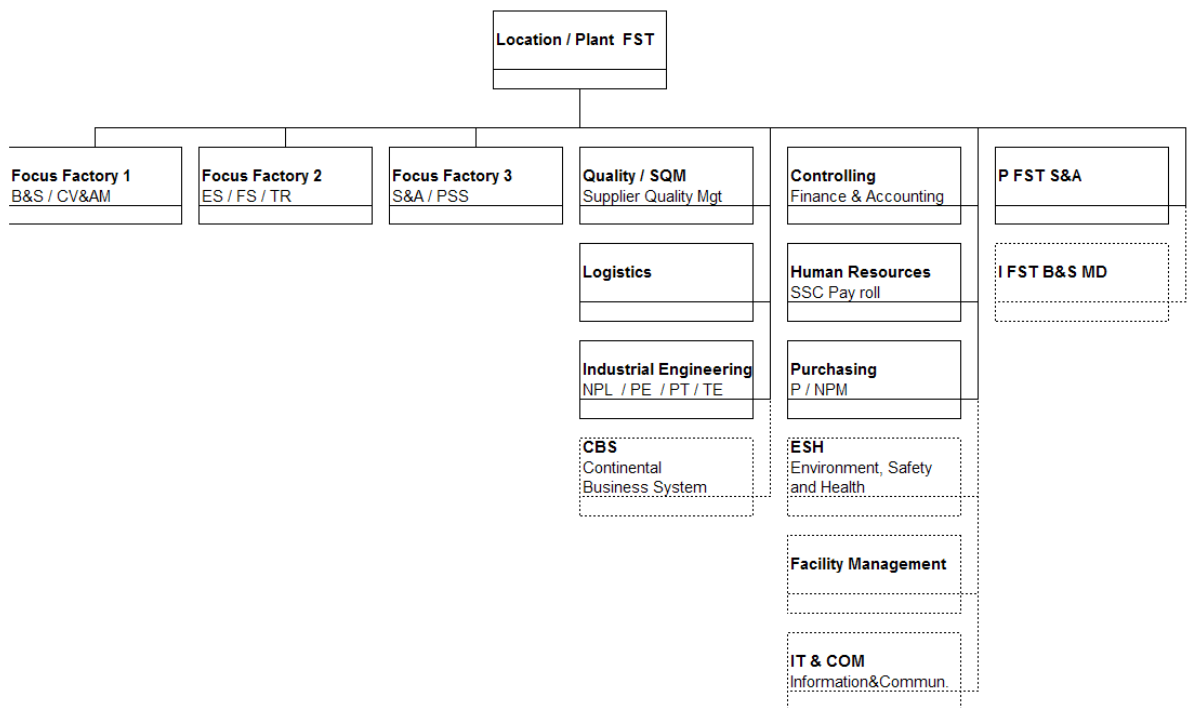 Location / Plant FST
Focus Factory 1
B&S / CV&AM
Focus Factory 2
ES / FS / TR
Focus Factory 3
S&A / PSS
Quality / SQM
Supplier Quality Mgt
Controlling
Finance & Accounting
P FST S&A
Logistics
Human Resources
SSC Pay roll
I FST B&S MD
Industrial Engineering
NPL / PE / PT / TE
Purchasing
P / NPM
CBS
Continental
Business System
ESH
Environment, Safety
and Health
Facility Management
IT & COM
Information&Commun.